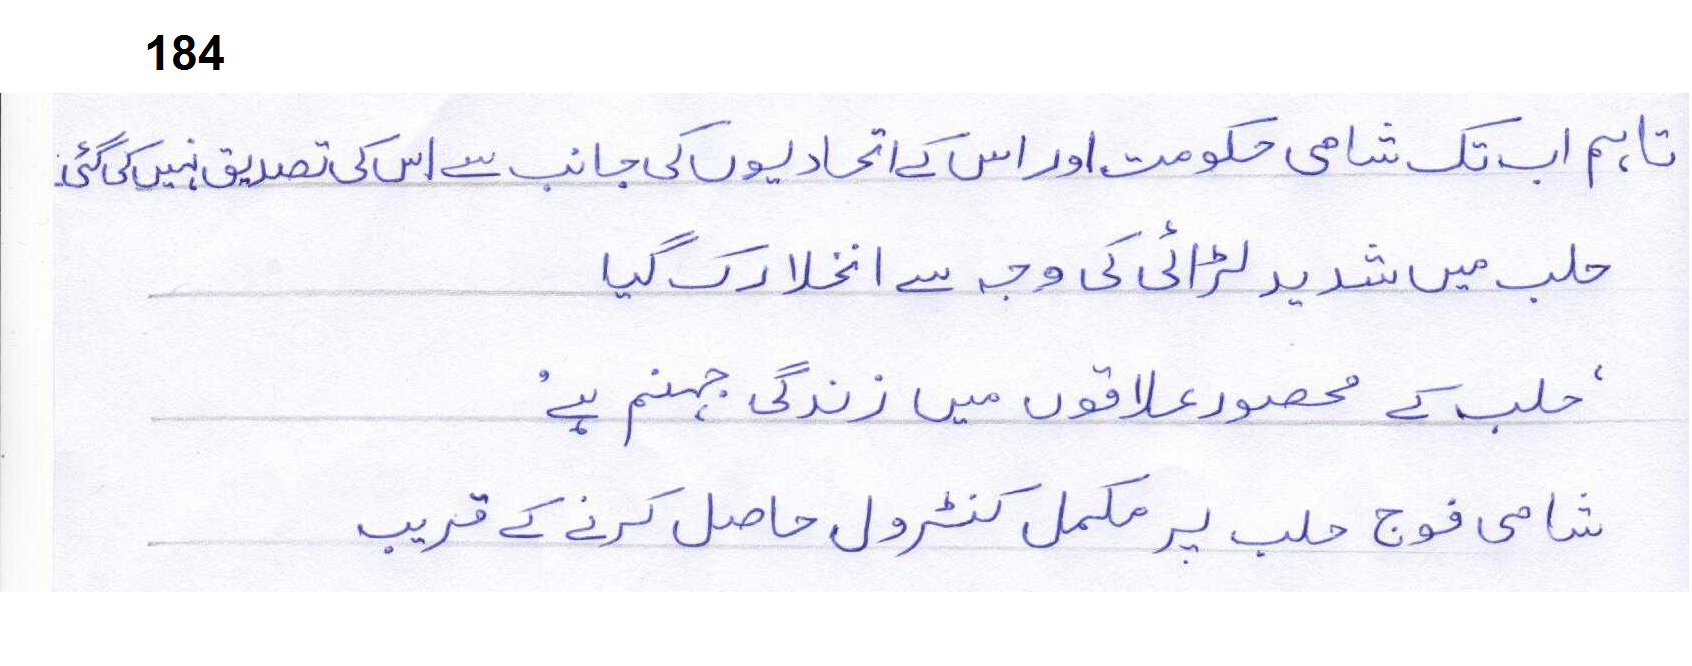 184
تاہم اب تک شامی حکومت اور اس کے اتحادیوں کی جانب سے اس کی تصدیق نہیں کی گئی۔
حلب میں شدید لڑائی کی وجہ سے انخلا رک گیا
’حلب کے محصور علاقوں میں زندگی جہنم ہے‘
شامی فوج حلب پر مکمل کنٹرول حاصل کرنے کے قریب